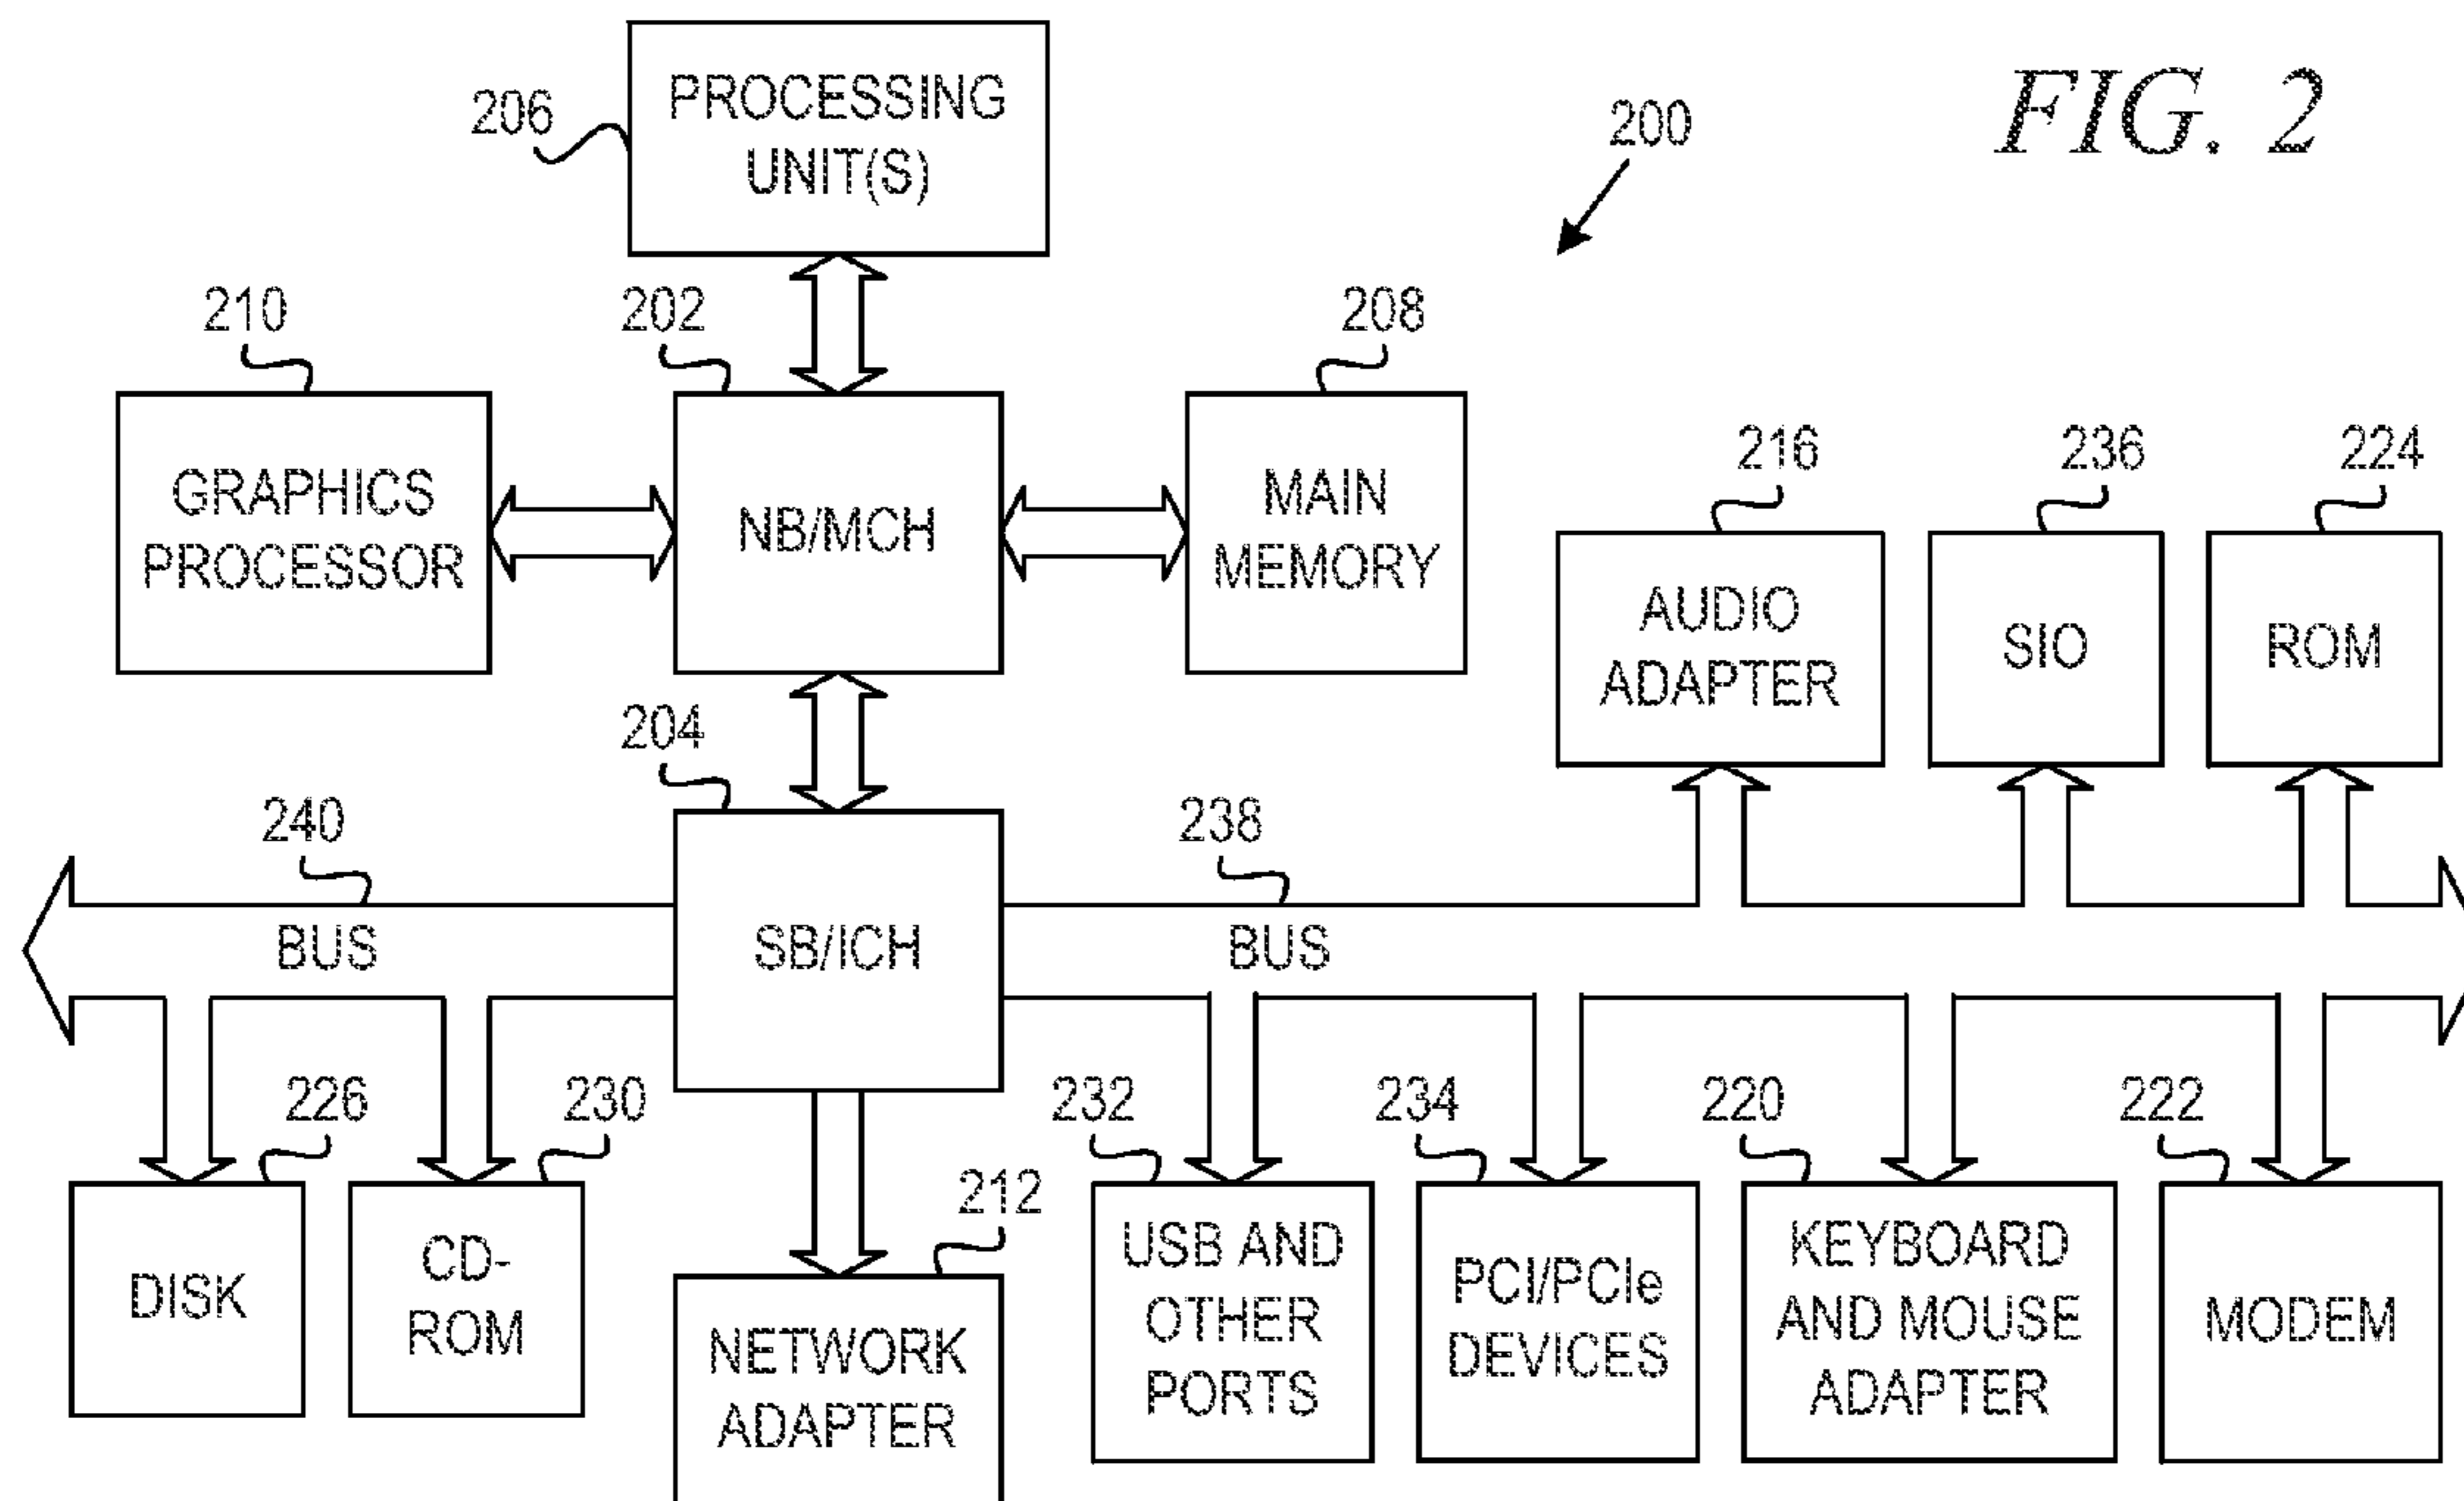 FIG. 2
206
PROCESSING
UNIT(S)
200
210
202
208
GRAPHICS
PROCESSOR
NB/MCH
MAIN
MEMORY
216
236
224
AUDIO
ADAPTER
SIO
ROM
204
240
238
BUS
SB/ICH
BUS
226
230
212
232
234
220
222
DISK
CD-
ROM
NETWORK
ADAPTER
USB AND
OTHER
PORTS
PCI/PCIe
DEVICES
KEYBOARD
AND MOUSE
ADAPTER
MODEM